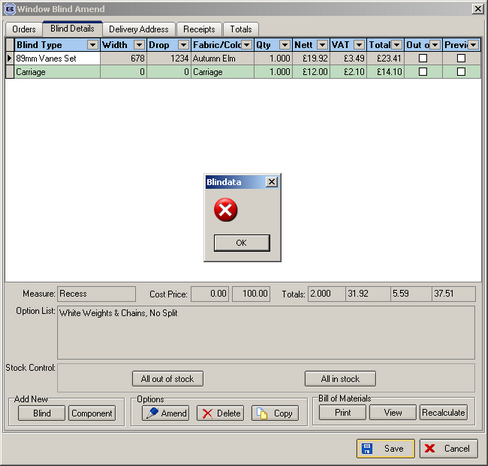 Window Blind Amend
Orders Blind Details Delivery Address Receipts Totals
Blind Type Width Drop Fabric/Colo Qty Nett VAT Total Out o Previ
89mm Vanes Set 678 1234 Autumn Elm 1.000 £19.92 £3.49 £23.41
Carriage 0 0 Carriage 1.000 £12.00 £2.10 £14.10
Blindata
OK
Measure: Recess Cost Price: 0.00 100.00 Totals: 2.000 31.92 5.59 37.51
Option List: White Weights & Chains, No Split
Stock Control: All out of stock All in stock
Add New Options Bill of Materials
Blind Component Amend Delete Copy Print View Recalculate
Save Cancel